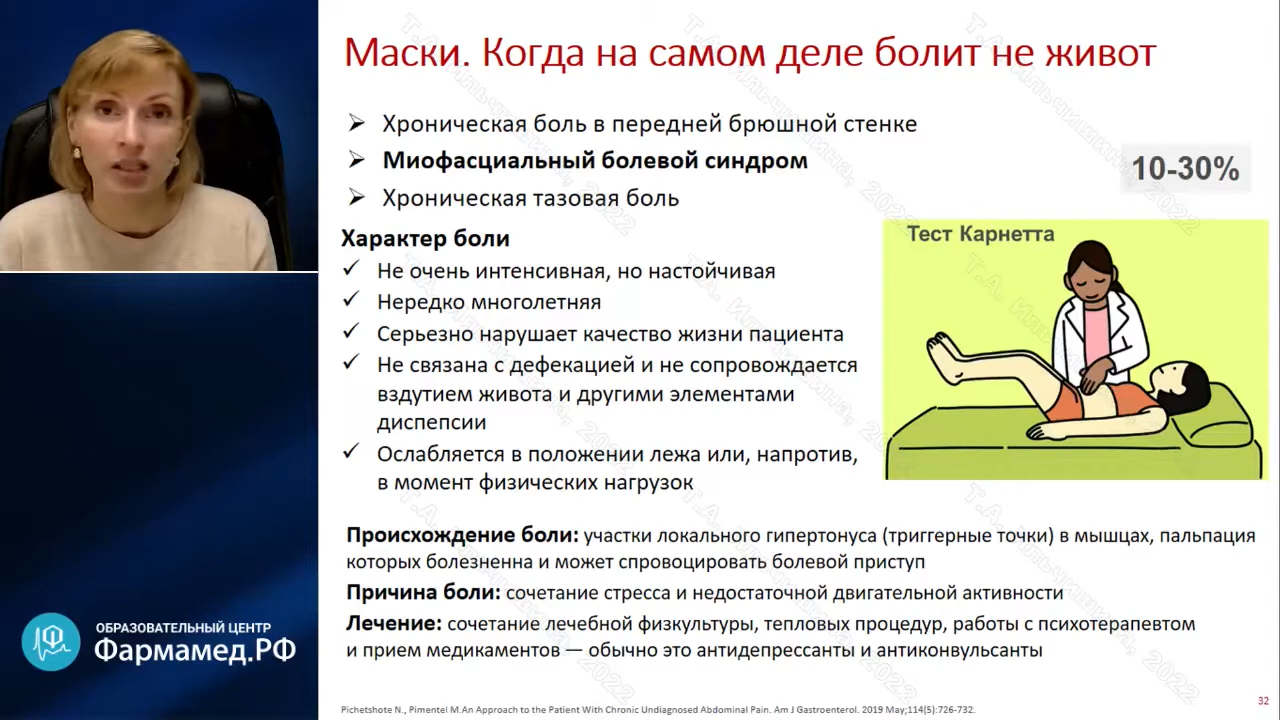 Маски. Когда на самом деле болит не живот
Хроническая боль в передней брюшной стенке
Миофасциальный болевой синдром
Хроническая тазовая боль
10-30%
Характер боли
Не очень интенсивная, но настойчивая
Нередко многолетняя
Серьезно нарушает качество жизни пациента
Не связана с дефекацией и не сопровождается
вздутием живота и другими элементами
диспепсии
Ослабляется в положении лежа или, напротив,
в момент физических нагрузок
Тест Карнетта
Происхождение боли: участки локального гипертонуса (триггерные точки) в мышцах, пальпация
которых болезненна и может спровоцировать болевой приступ
Причина боли: сочетание стресса и недостаточной двигательной активности
Лечение: сочетание лечебной физкультуры, тепловых процедур, работы с психотерапевтом
и прием медикаментов — обычно это антидепрессанты и антиконвульсанты
Pichetshote N., Pimentel M.An Approach to the Patient With Chronic Undiagnosed Abdominal Pain. Am J Gastroenterol. 2019 May;114(5):726-732.
32
ОБРАЗОВАТЕЛЬНЫЙ ЦЕНТР
Фармамед.РФ
Т.А. Ильчишина, 2022